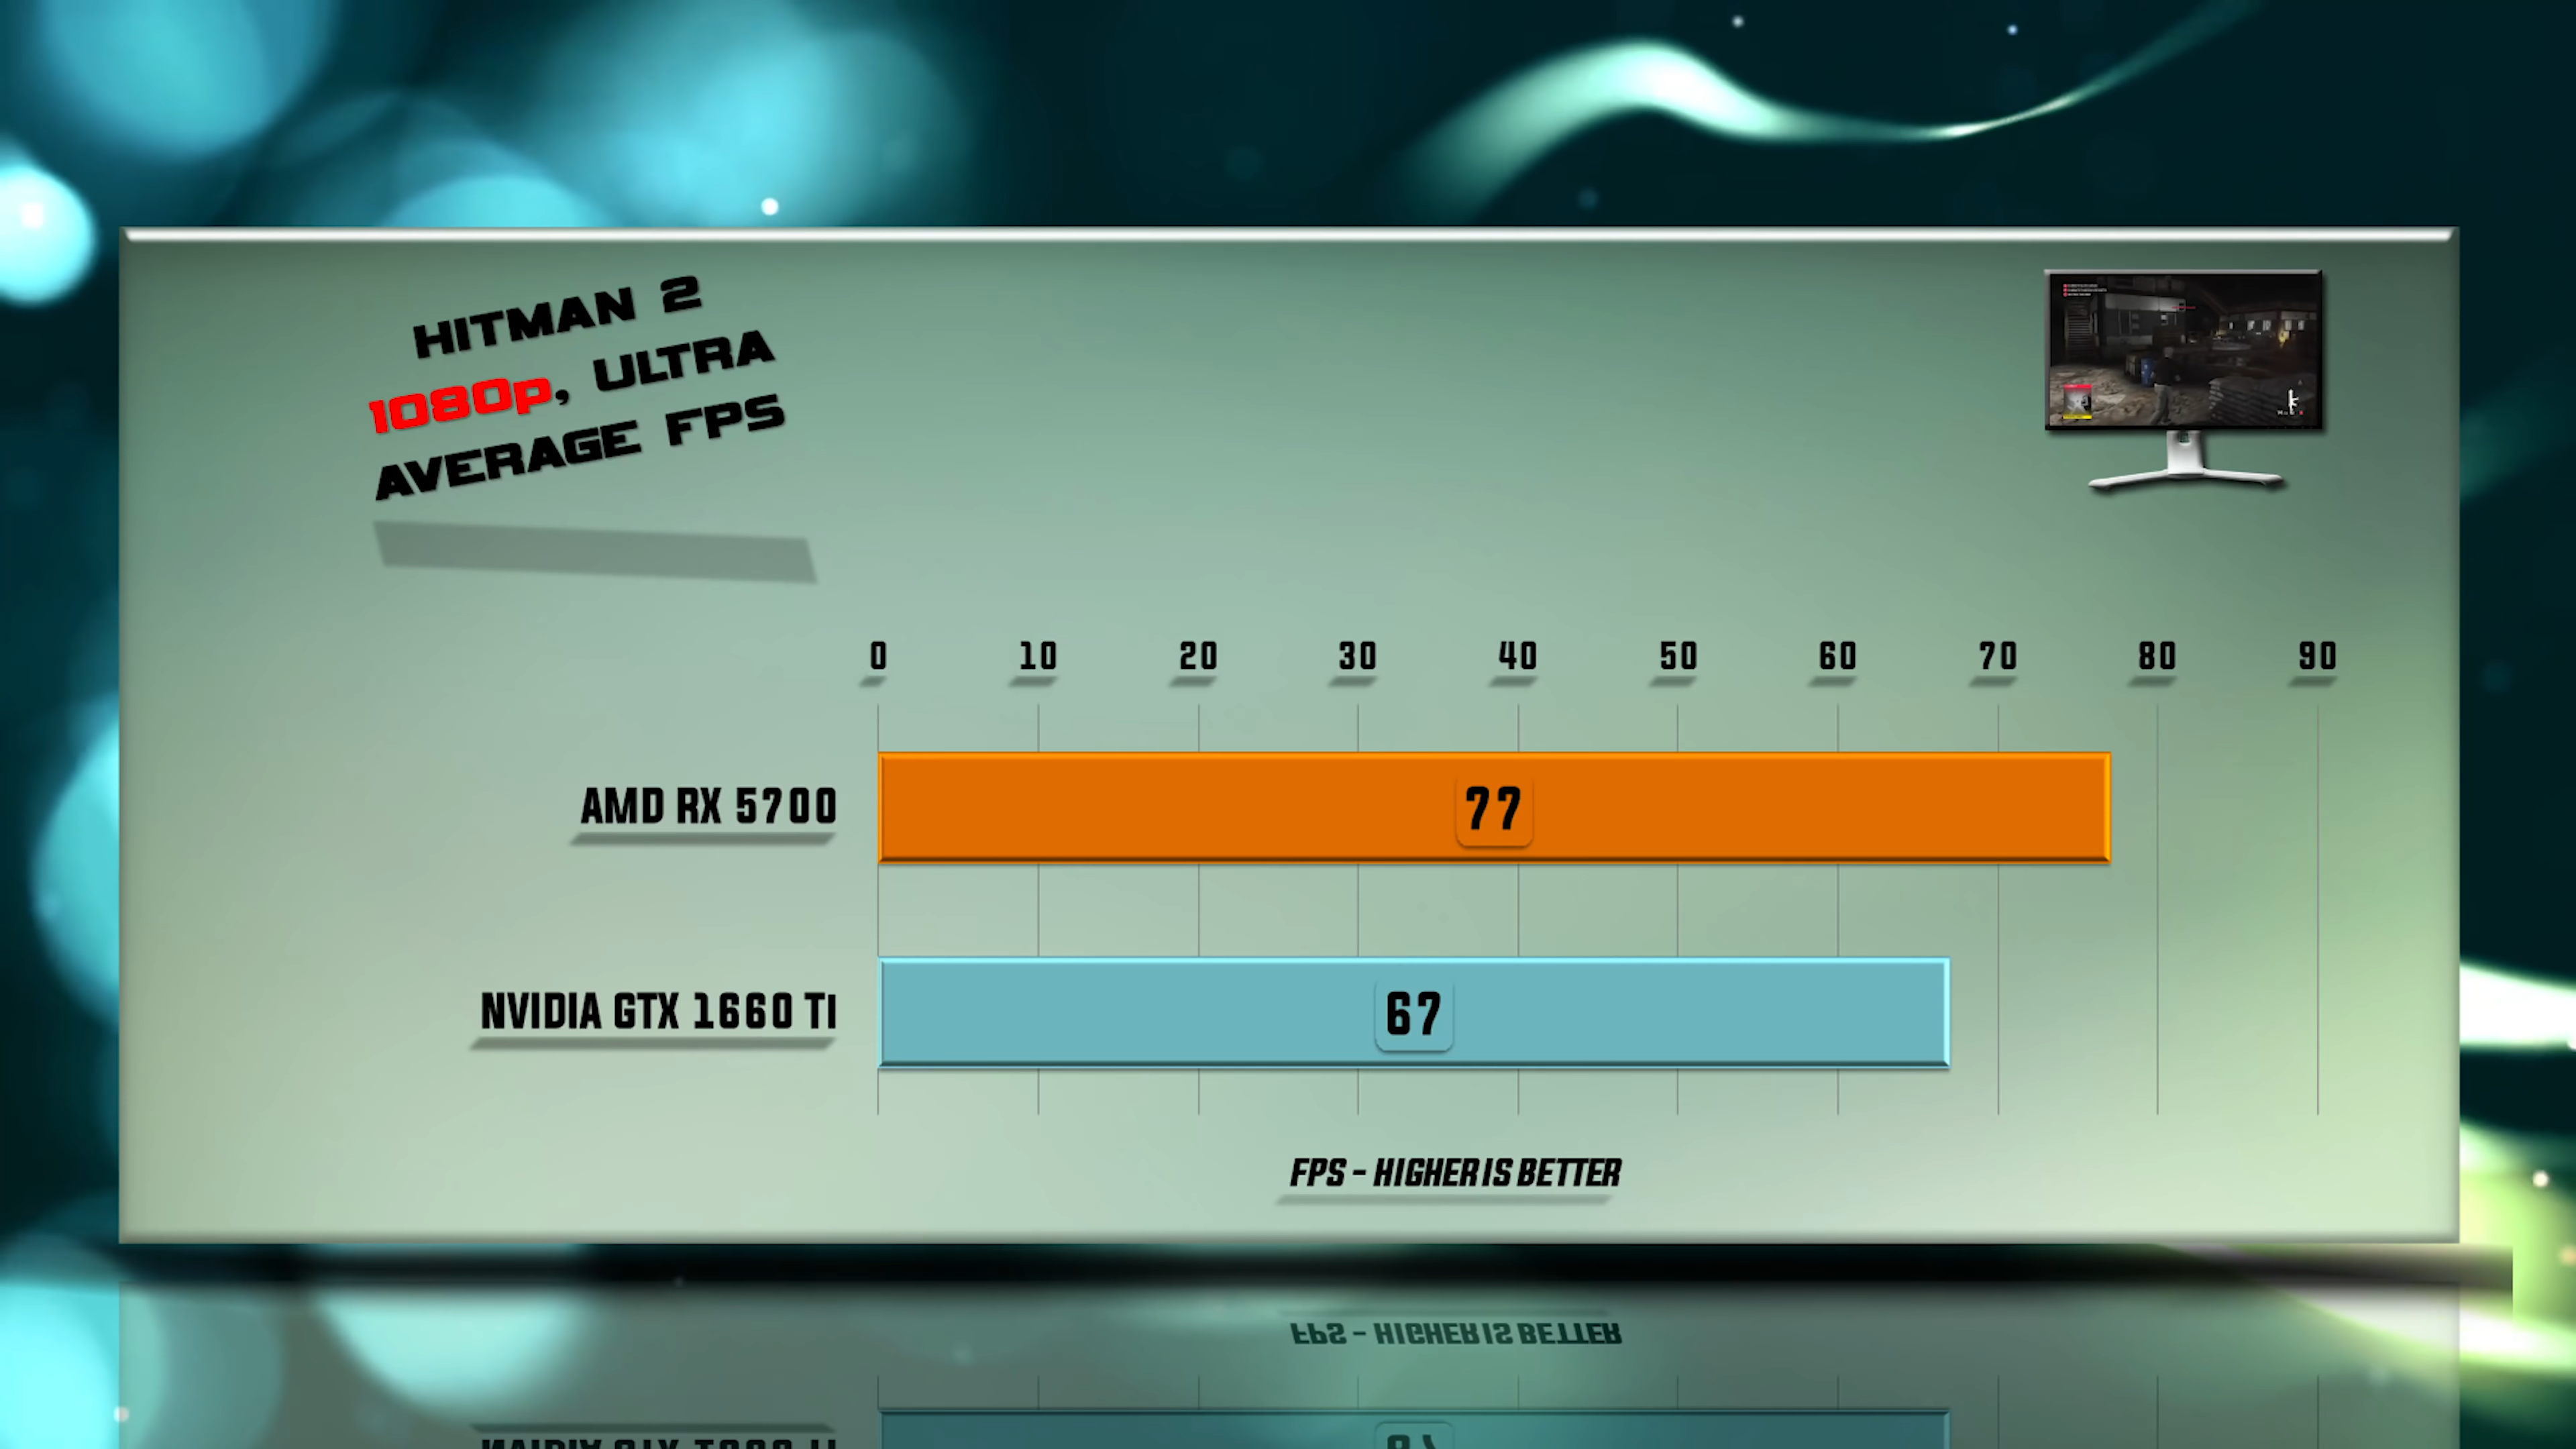 HITMAN 2
1080p, ULTRA
AVERAGE FPS
0 10 20 30 40 50 60 70 80 90
AMD RX 5700
77
NVIDIA GTX 1660 TI
67
FPS - HIGHER IS BETTER